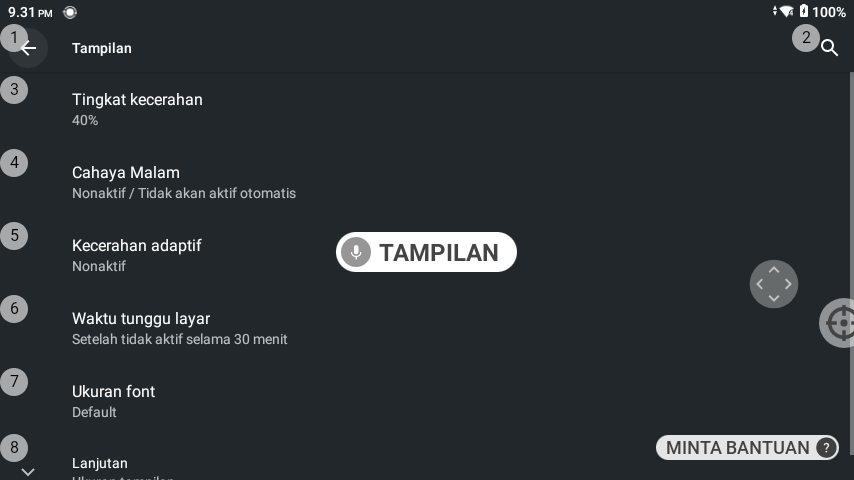 9.31 PM
100%
1
Tampilan
2
3
Tingkat kecerahan
40%
4
Cahaya Malam
Nonaktif / Tidak akan aktif otomatis
5
Kecerahan adaptif
Nonaktif
TAMPILAN
6
Waktu tunggu layar
Setelah tidak aktif selama 30 menit
7
Ukuran font
Default
8
Lanjutan
Ukuran tampilan
MINTA BANTUAN ?